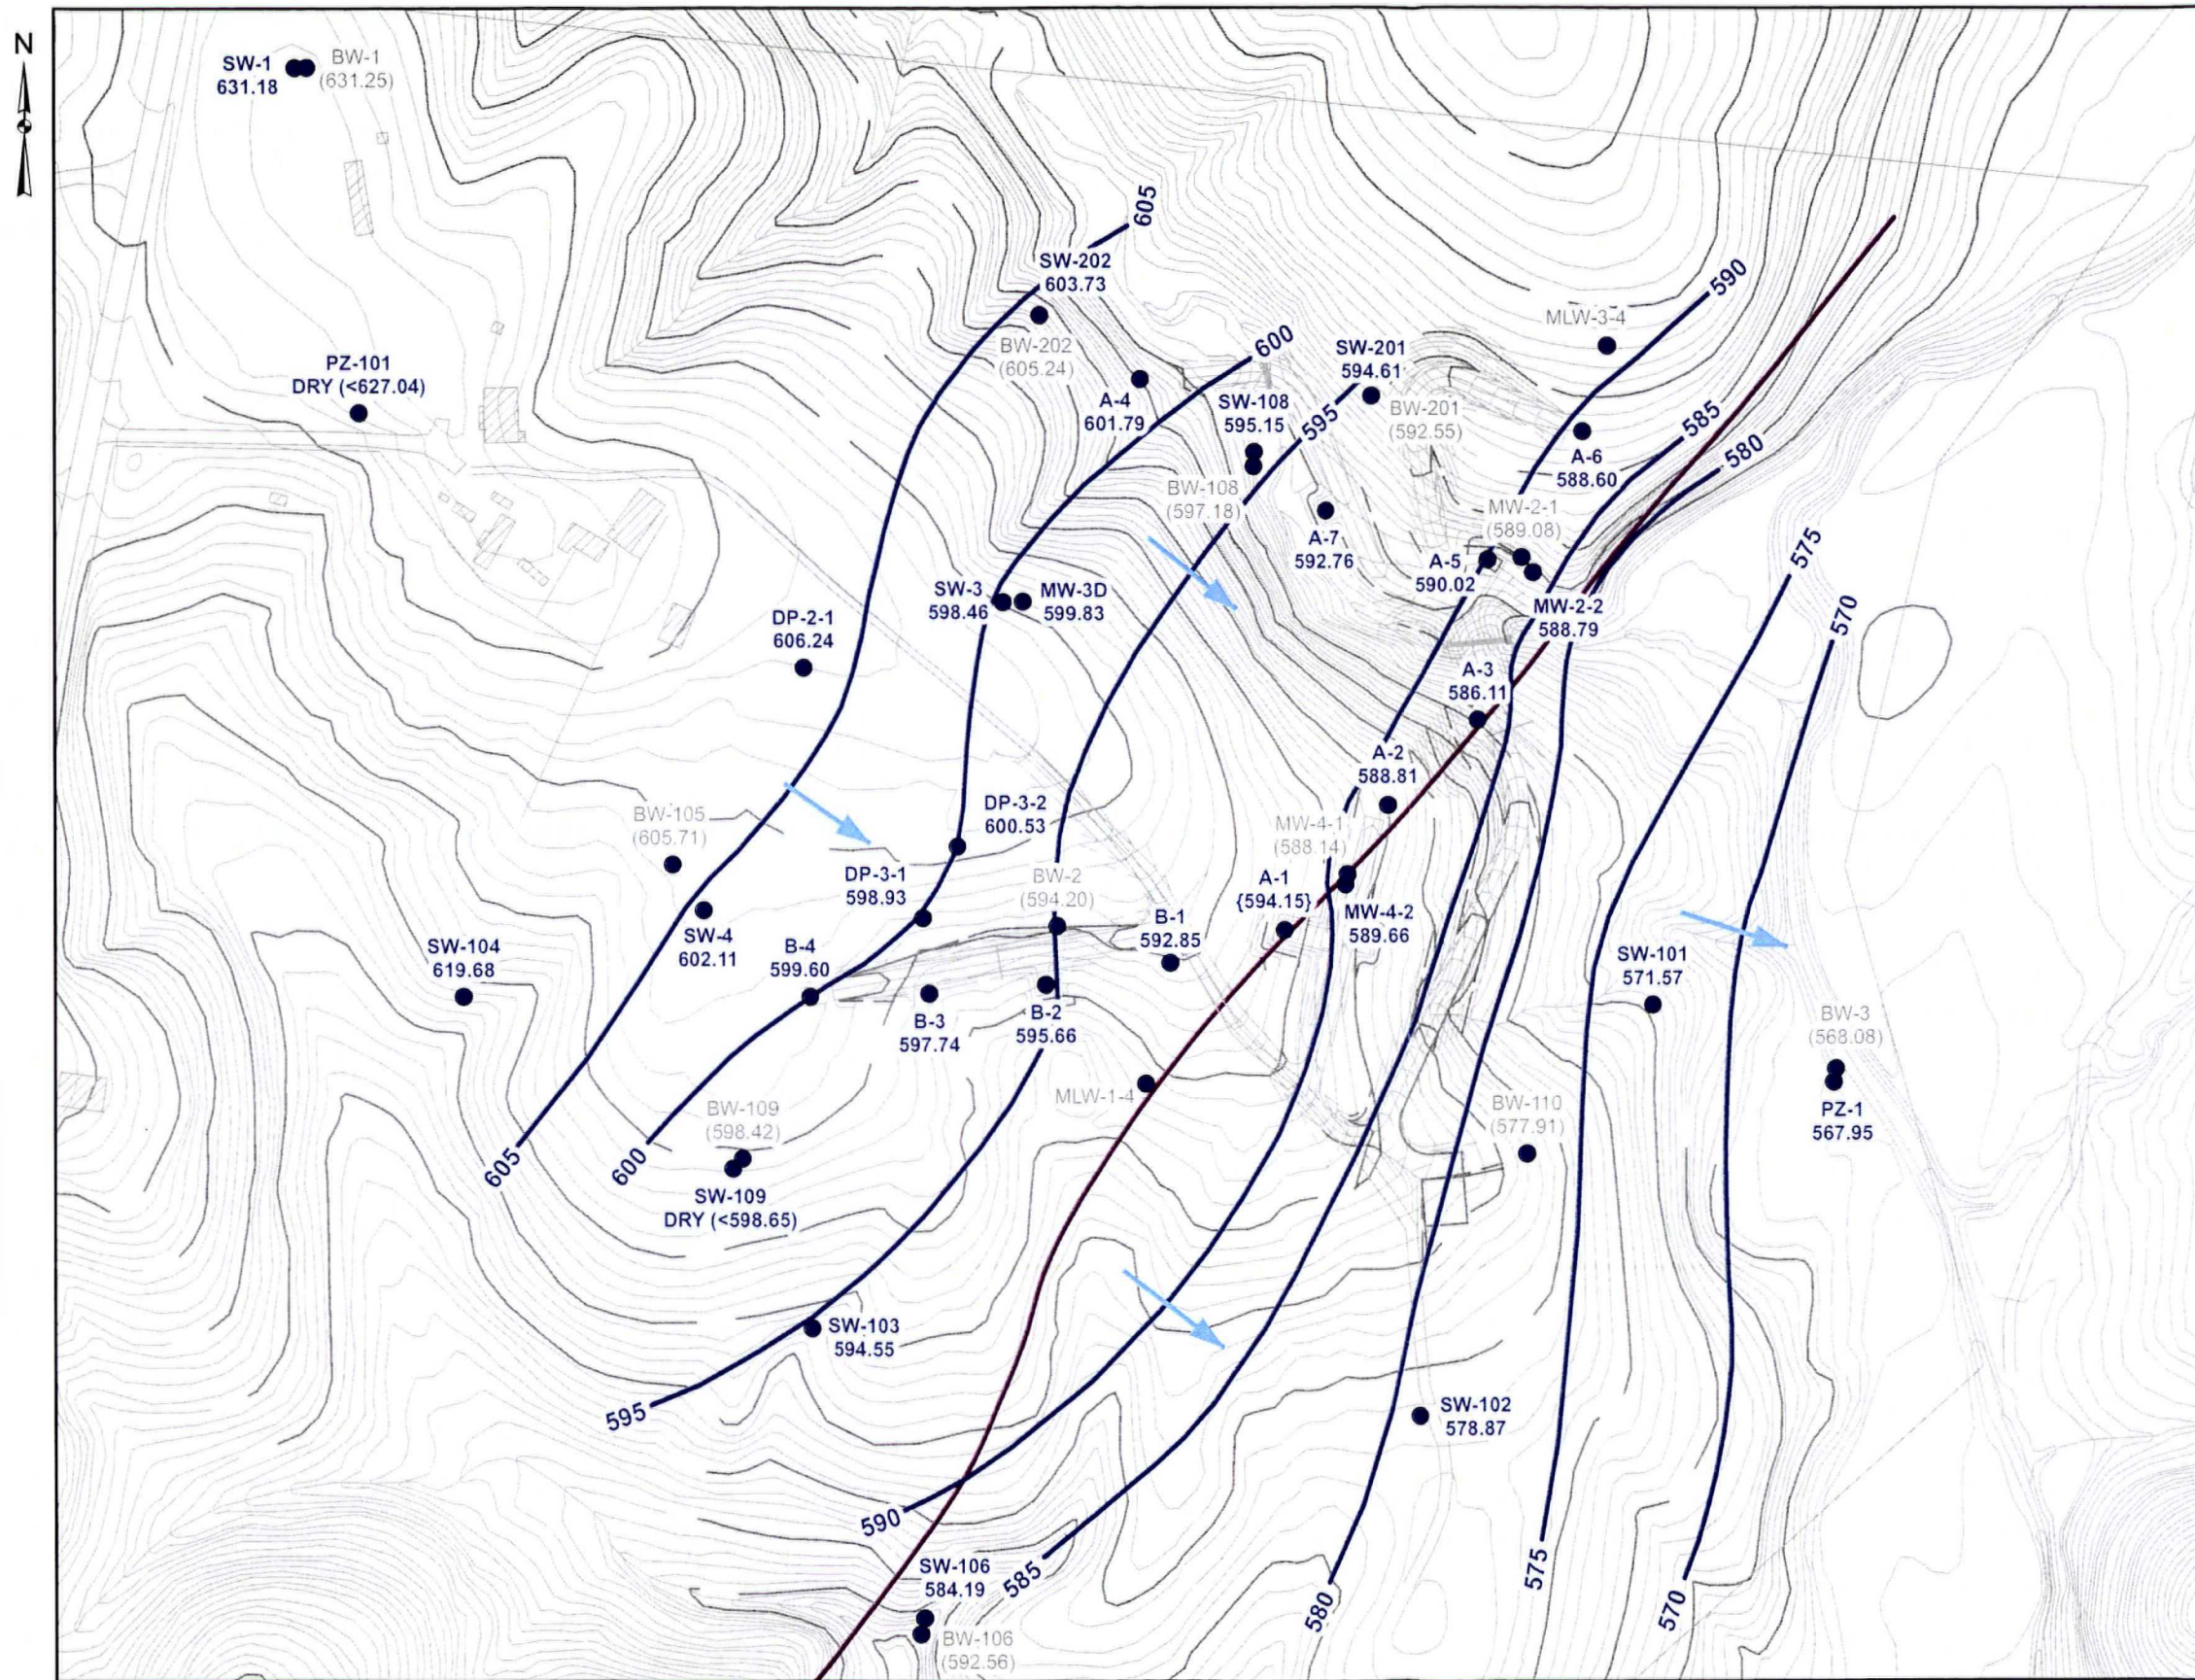 N
SW-1
631.18
BW-1
(631.25)
605
SW-202
603.73
BW-202
(605.24)
590
MLW-3-4
600
SW-201
594.61
PZ-101
DRY (<627.04)
A-4
601.79
SW-108
595.15
595
BW-201
(592.55)
585
580
A-6
588.60
BW-108
(597.18)
MW-2-1
(589.08)
A-7
592.76
A-5
590.02
575
SW-3
598.46
MW-3D
599.83
MW-2-2
588.79
570
DP-2-1
606.24
A-3
586.11
A-2
588.81
DP-3-2
600.53
BW-105
(605.71)
MW-4-1
(588.14)
DP-3-1
598.93
BW-2
(594.20)
A-1
{594.15}
B-1
592.85
MW-4-2
589.66
SW-4
602.11
SW-104
619.68
B-4
599.60
SW-101
571.57
B-3
597.74
B-2
595.66
BW-3
(568.08)
MLW-1-4
BW-109
(598.42)
BW-110
(577.91)
PZ-1
567.95
605
600
SW-109
DRY (<598.65)
SW-103
594.55
595
SW-102
578.87
590
SW-106
584.19
585
575
580
570
BW-106
(592.56)